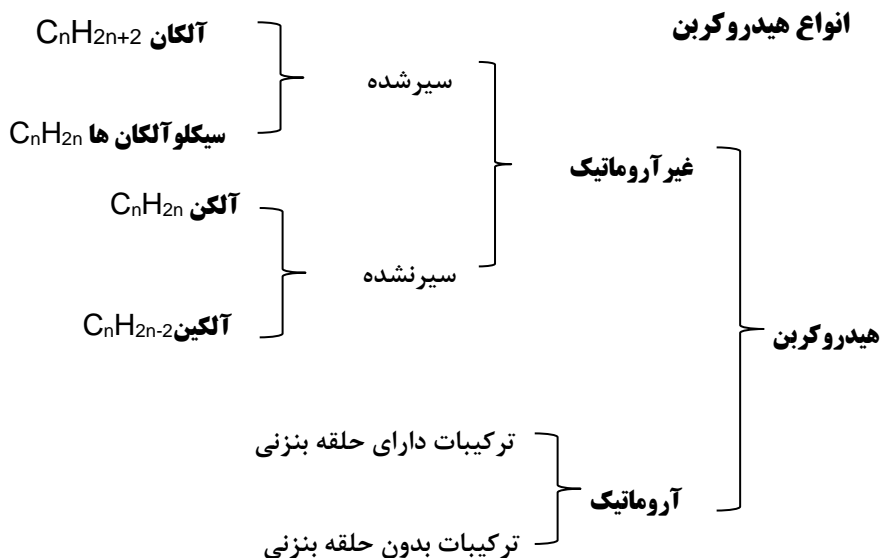 انواع هیدروکربن
آلکان CnH2n+2
سیرشده
سیکلوآلکان ها CnH2n
غیرآروماتیک
آلکن CnH2n
سیرنشده
آلکین CnH2n-2
هیدروکربن
ترکیبات دارای حلقه بنزنی
آروماتیک
ترکیبات بدون حلقه بنزنی